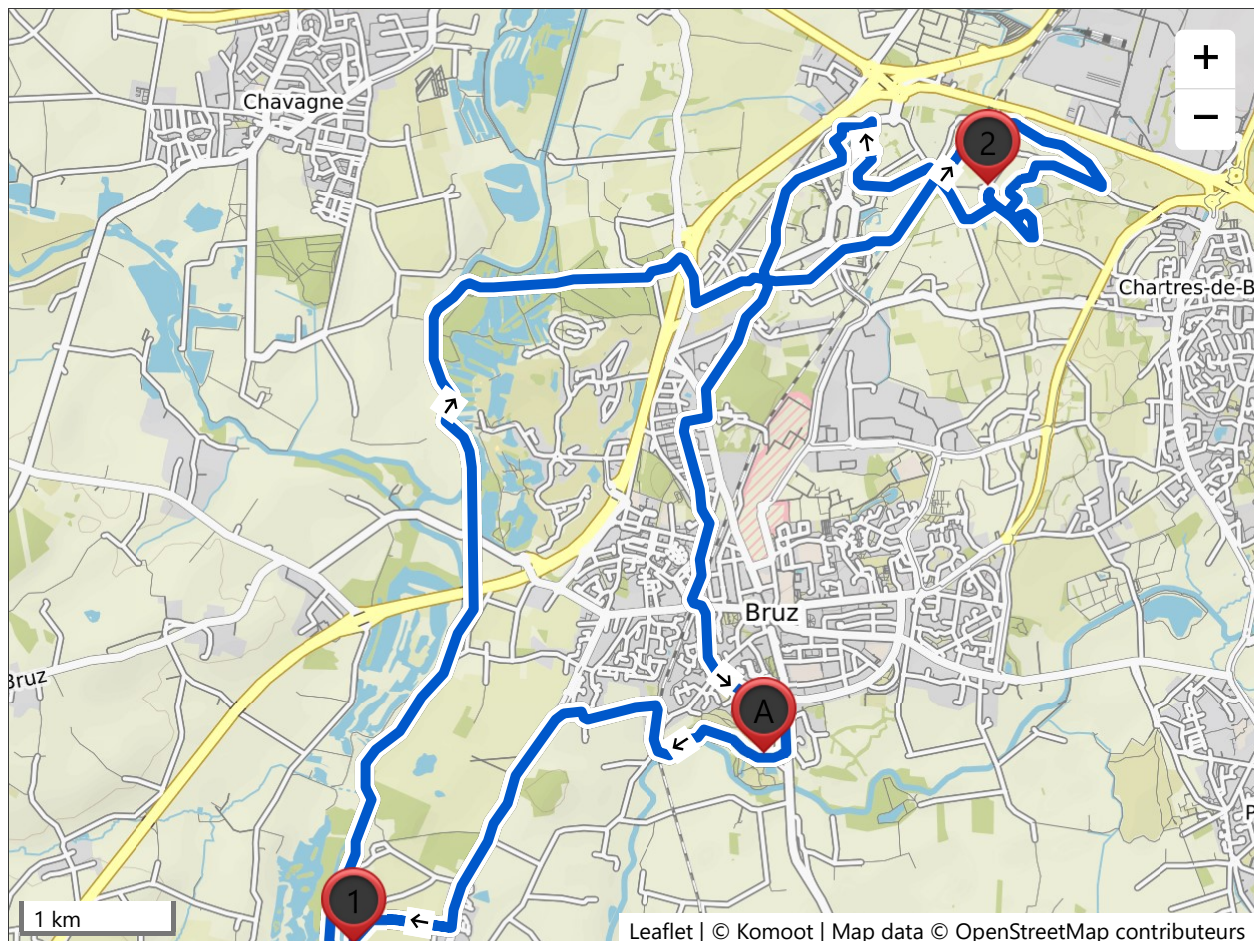 +
−
Chavagne
2
Chartres-de-B
Bruz
Bruz
A
P
1
1 km
Leaflet | © Komoot | Map data © OpenStreetMap contributeurs